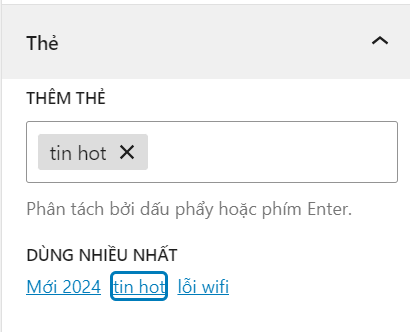 Thẻ
THÊM THẺ
tin hot
Phân tách bởi dấu phẩy hoặc phím Enter.
DÙNG NHIỀU NHẤT
Mới 2024 tin hot lỗi wifi